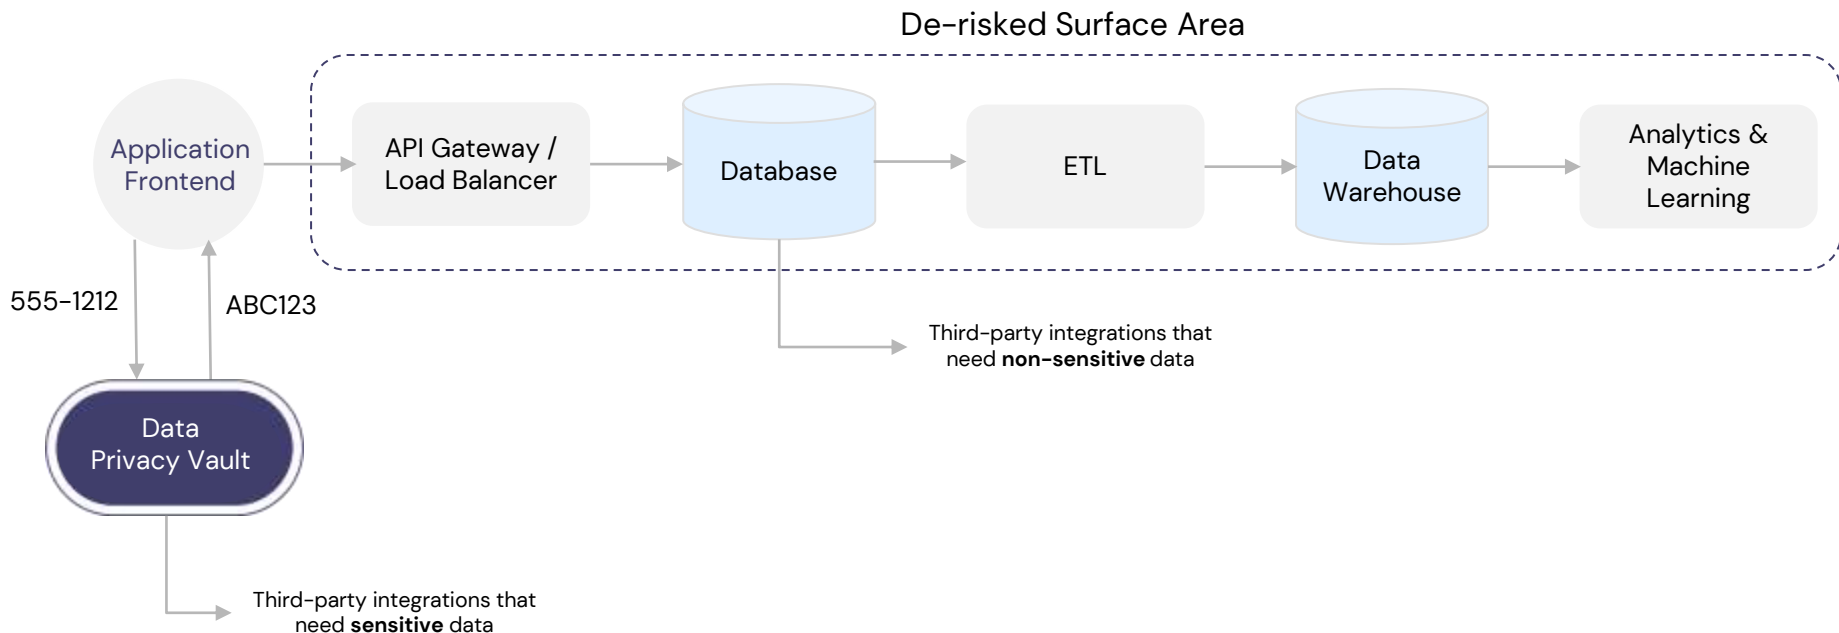 De-risked Surface Area
Application
Frontend
API Gateway /
Load Balancer
Database
ETL
Data
Warehouse
Analytics &
Machine
Learning
555-1212
ABC123
Third-party integrations that
need non-sensitive data
Data
Privacy Vault
Third-party integrations that
need sensitive data